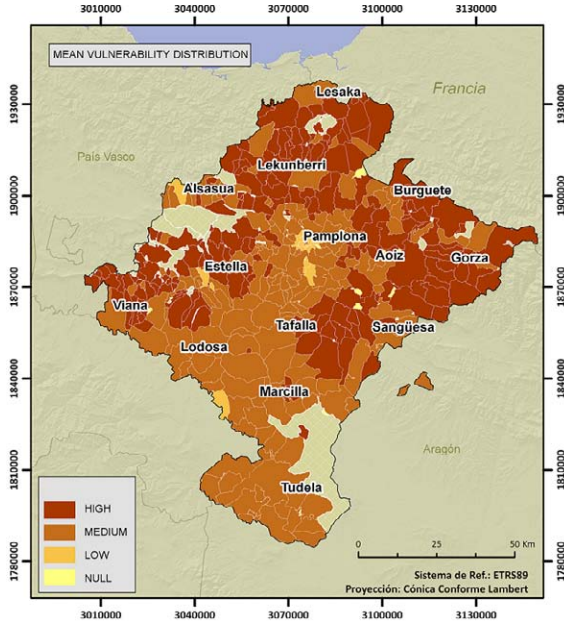 3010000 3040000 3070000 3100000 3130000
MEAN VULNERABILITY DISTRIBUTION
1930000
1930000
Lesaka
Francia
País Vasco
Lekunberri
Alsasua
Burguete
1900000
1900000
Pamplona
Aoiz
Gorza
Estella
1870000
1870000
Viana
Tafalla
Sangüesa
Lodosa
1840000
1840000
Marcilla
Aragón
1810000
1810000
Tudela
HIGH
MEDIUM
LOW
NULL
0 25 50 Km
1780000
1780000
Sistema de Ref.: ETRS89
Proyección: Cónica Conforme Lambert
3010000 3040000 3070000 3100000 3130000